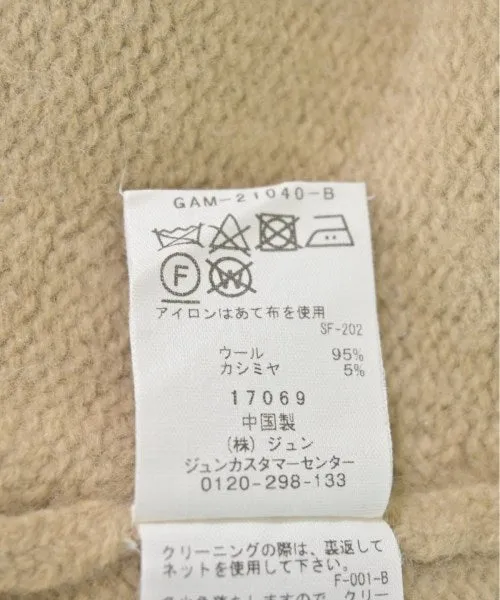 GAM-21040-B
F W
アイロンはあて布を使用
SF-202
ウール 95%
カシミヤ 5%
17069
中国製
(株) ジュン
ジュンカスタマーセンター
0120-298-133
クリーニングの際は、裏返して
ネットを使用して下さい。
F-001-B